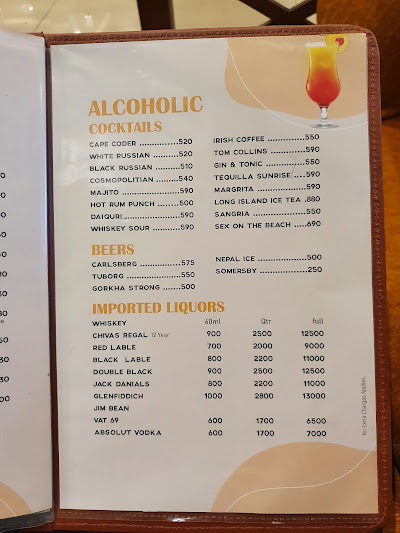 ALCOHOLIC
COCKTAILS
CAPE CODER ..............520
WHITE RUSSIAN ..........520
BLACK RUSSIAN ..........510
COSMOPOLITIAN ..........540
MAJITO ......................590
HOT RUM PUNCH .........500
DAIQURI.....................590
WHISKEY SOUR ...........590
IRISH COFFEE ..............550
TOM COLLINS .............590
GIN & TONIC ...............550
TEQUILLA SUNRISE ....590
MARGRITA ..................590
LONG ISLAND ICE TEA .880
SANGRIA ....................550
SEX ON THE BEACH ..690
BEERS
CARLSBERG ...............575
TUBORG .....................550
GORKHA STRONG .......500
NEPAL ICE ..................500
SOMERSBY .................250
IMPORTED LIQUORS
WHISKEY 60ml Qtr full
CHIVAS REGAL 12 Year 900 2500 12500
RED LABLE 700 2000 9000
BLACK LABLE 800 2200 11000
DOUBLE BLACK 900 2500 12500
JACK DANIALS 800 2200 11000
GLENFIDDICH 1000 2800 13000
JIM BEAN
VAT 69 600 1700 6500
ABSOLUT VODKA 600 1700 7000
No Extra Charges Applies